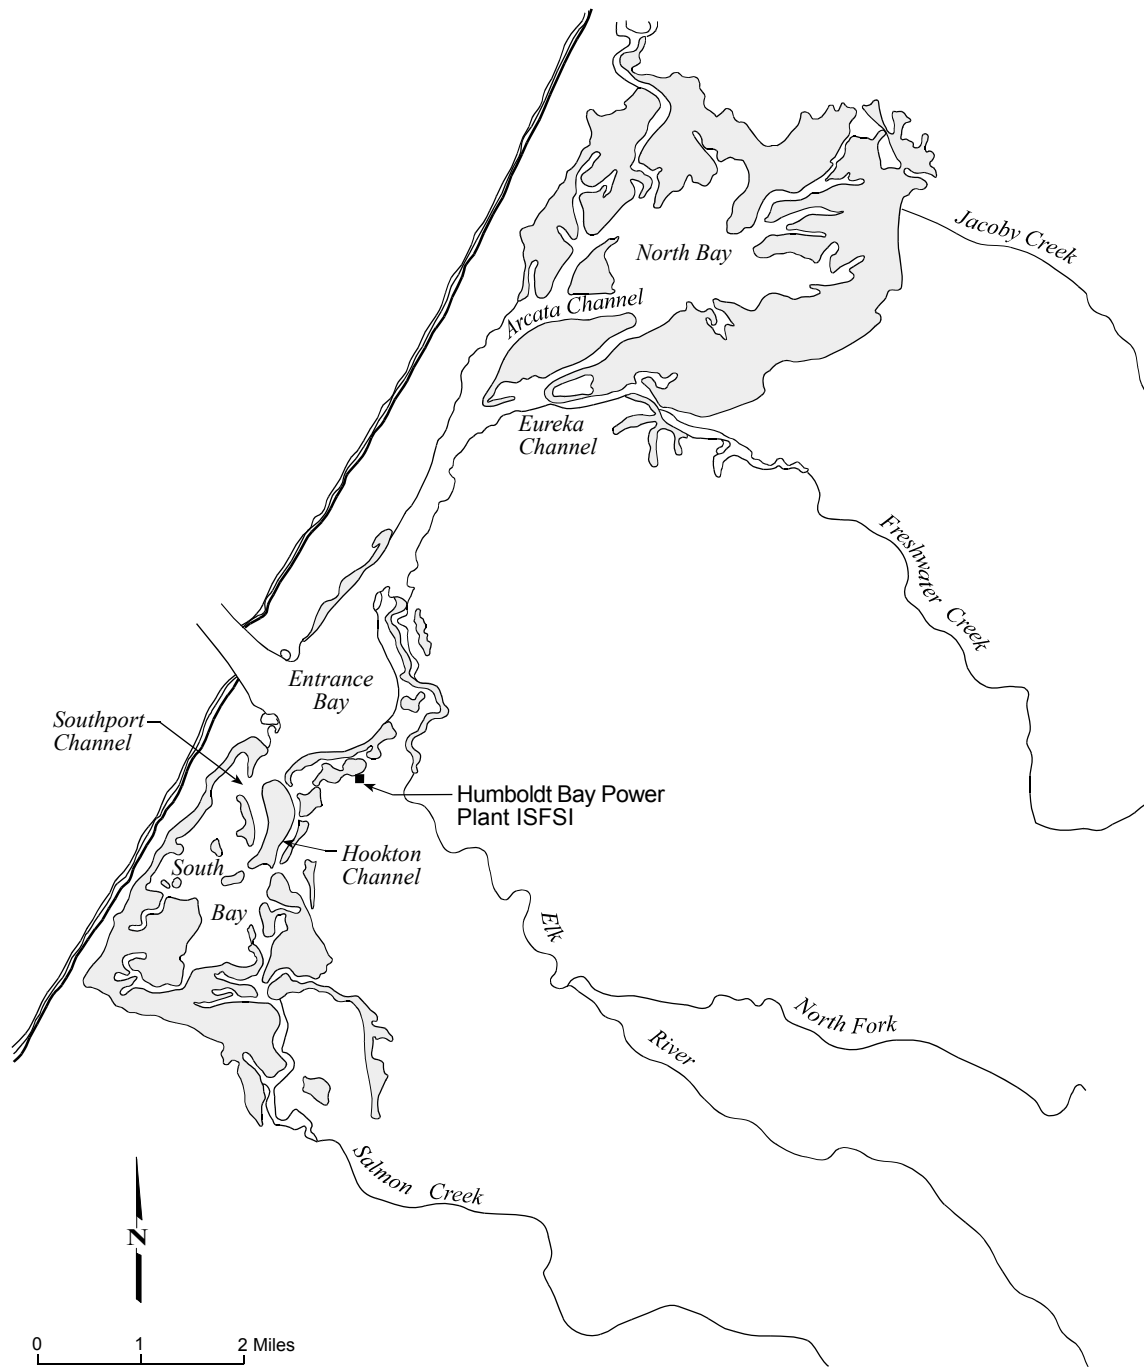 Jacoby Creek
North Bay
Arcata Channel
Eureka
Channel
Freshwater Creek
Entrance
Bay
Southport
Channel
Humboldt Bay Power
Plant ISFSI
Hookton
Channel
South
Bay
Elk
River
North Fork
Salmon Creek
N
0 1 2 Miles